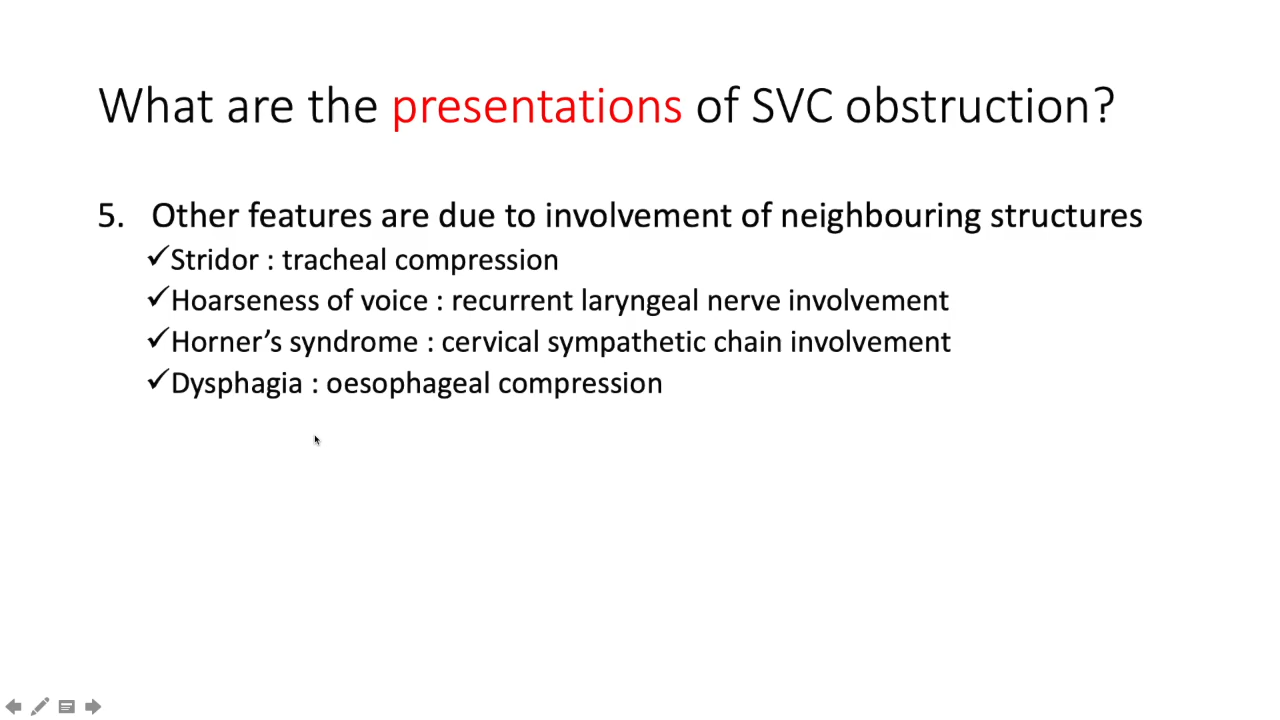 What are the presentations of SVC obstruction?
5. Other features are due to involvement of neighbouring structures
✓Stridor : tracheal compression
✓Hoarseness of voice : recurrent laryngeal nerve involvement
✓Horner’s syndrome : cervical sympathetic chain involvement
✓Dysphagia : oesophageal compression